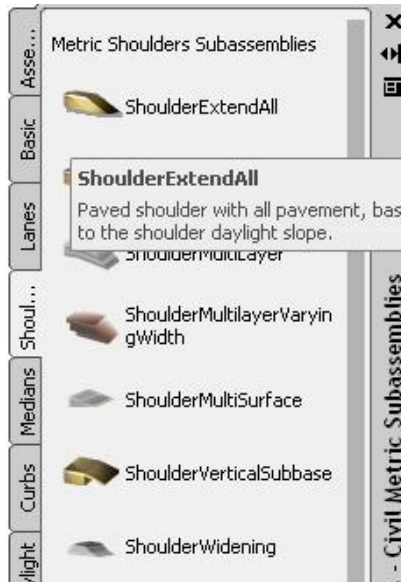 Metric Shoulders Subassemblies
ShoulderExtendAll
ShoulderExtendAll
Paved shoulder with all pavement, bas
to the shoulder daylight slope.
ShoulderMultiLayer
ShoulderMultilayerVaryin
gWidth
ShoulderMultiSurface
ShoulderVerticalSubbase
ShoulderWidening
Asse...
Basic
Lanes
Shoul...
Medians
Curbs
ylight
- Civil Metric Subassemblies